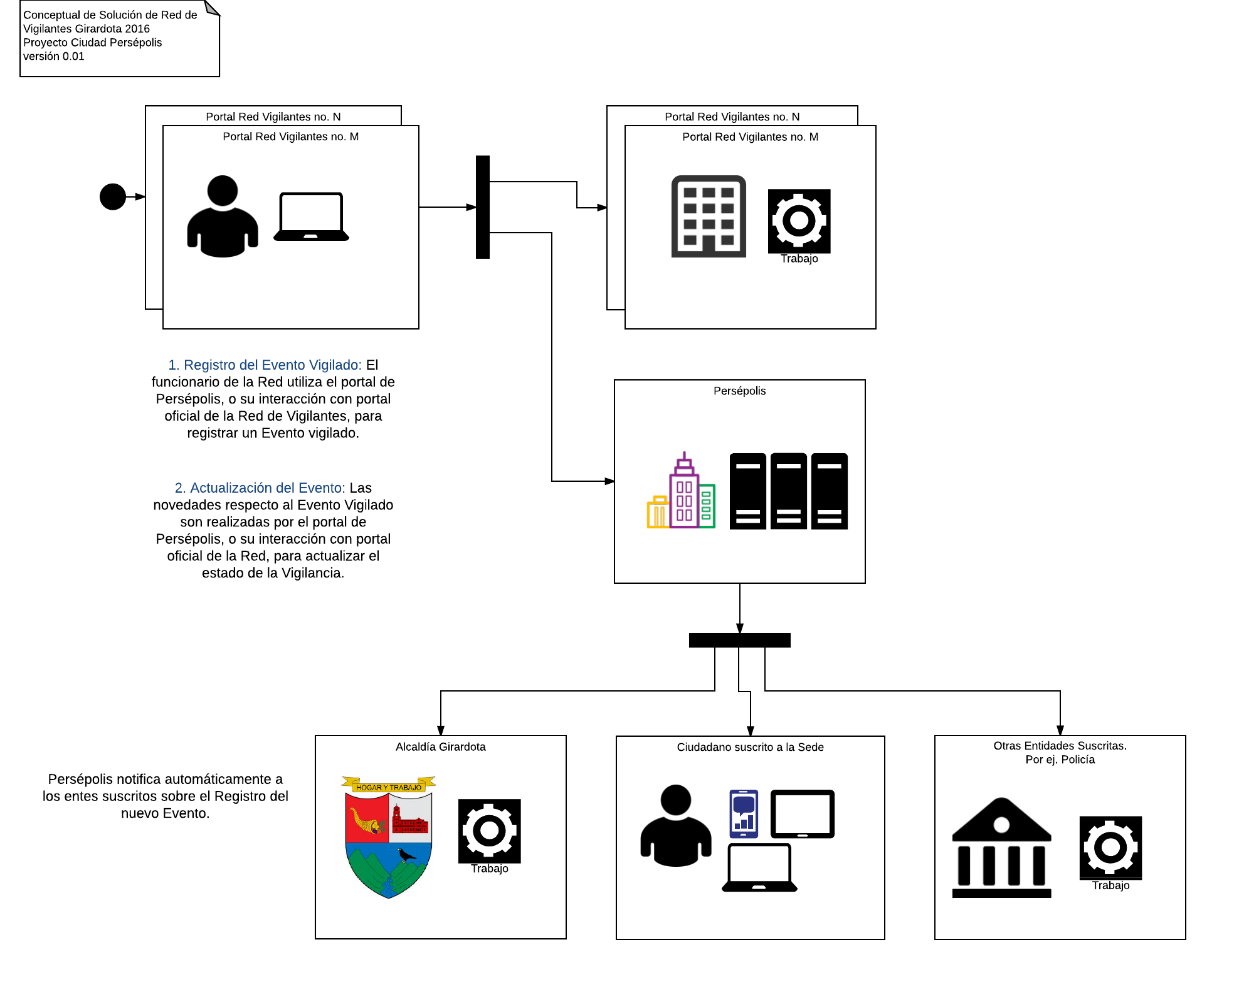 Conceptual de Solución de Red de
Vigilantes Girardota 2016
Proyecto Ciudad Persépolis
versión 0.01
Portal Red Vigilantes no. N
Portal Red Vigilantes no. M
Portal Red Vigilantes no. N
Portal Red Vigilantes no. M
Trabajo
1. Registro del Evento Vigilado: El
funcionario de la Red utiliza el portal de
Persépolis, o su interacción con portal
oficial de la Red de Vigilantes, para
registrar un Evento vigilado.
2. Actualización del Evento: Las
novedades respecto al Evento Vigilado
son realizadas por el portal de
Persépolis, o su interacción con portal
oficial de la Red, para actualizar el
estado de la Vigilancia.
Persépolis
Persépolis notifica automáticamente a
los entes suscritos sobre el Registro del
nuevo Evento.
Alcaldía Girardota
HOGAR Y TRABAJO
Trabajo
Ciudadano suscrito a la Sede
Otras Entidades Suscritas.
Por ej. Policía
Trabajo